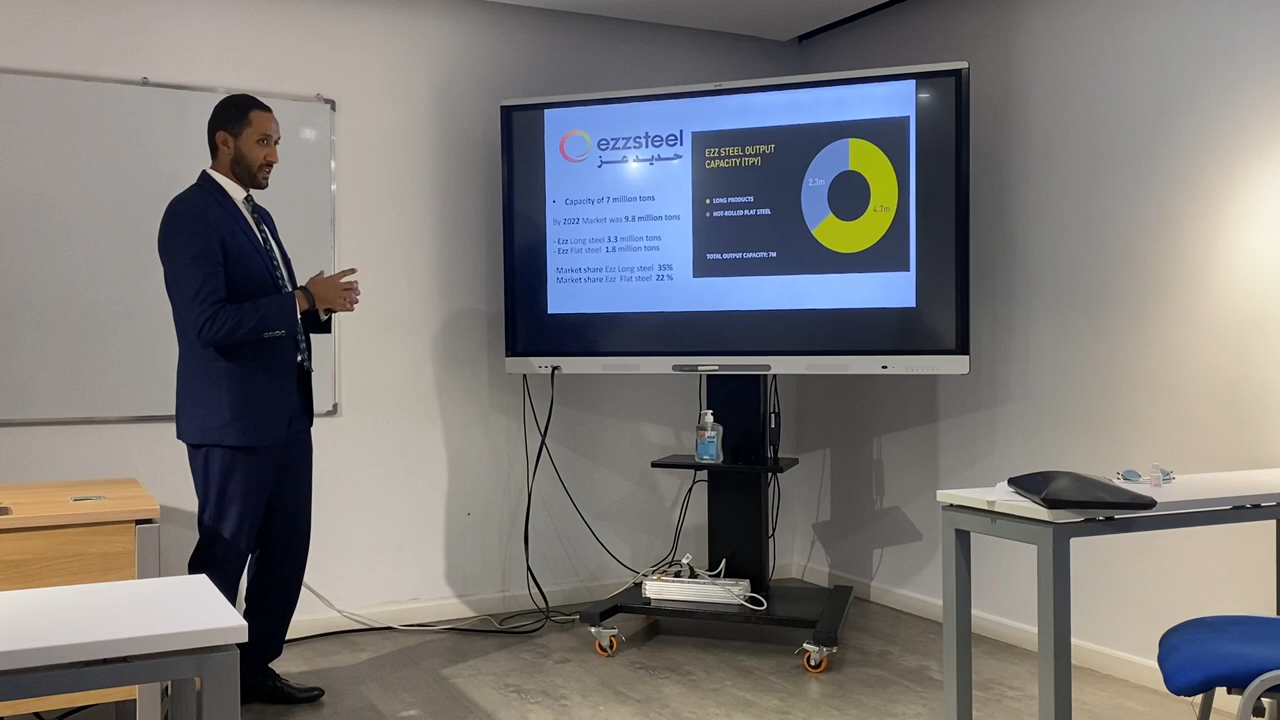 ezzsteel
حديد عز
• Capacity of 7 million tons
By 2022 Market was 9.8 million tons
- Ezz Long steel 3.3 million tons
- Ezz Flat steel 1.8 million tons
Market share Ezz Long steel 35%
Market share Ezz Flat steel 22 %
EZZ STEEL OUTPUT
CAPACITY (TPY)
LONG PRODUCTS
HOT-ROLLED FLAT STEEL
TOTAL OUTPUT CAPACITY: 7M
2.3m
4.7m